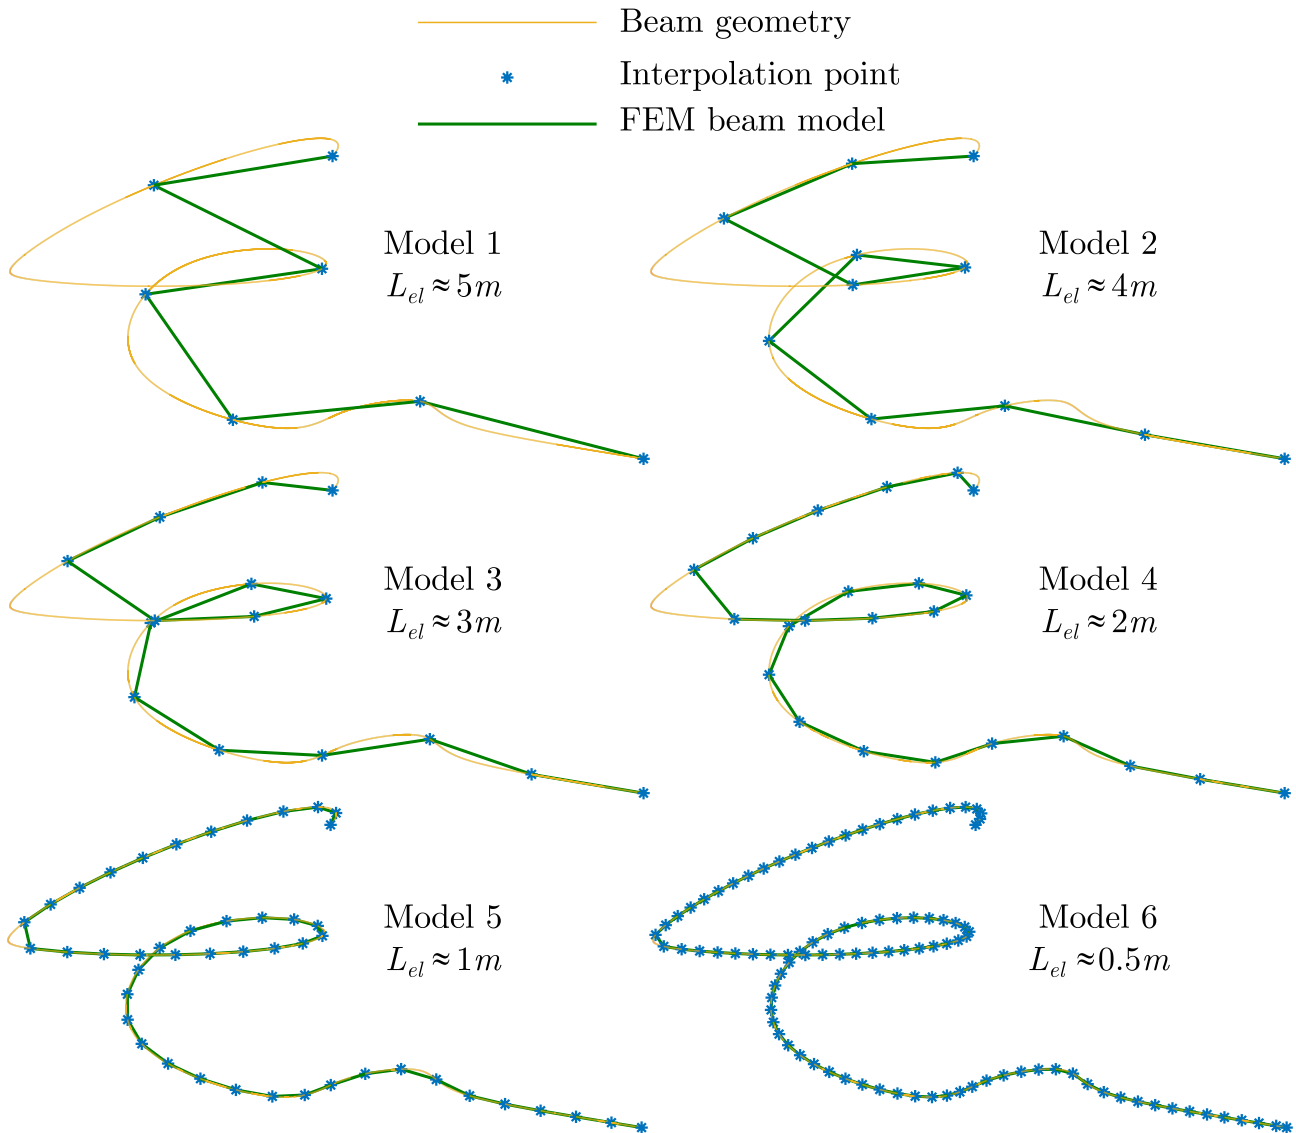 Beam geometry
Interpolation point
FEM beam model
Model 1
L_el ≈ 5m
Model 2
L_el ≈ 4m
Model 3
L_el ≈ 3m
Model 4
L_el ≈ 2m
Model 5
L_el ≈ 1m
Model 6
L_el ≈ 0.5m